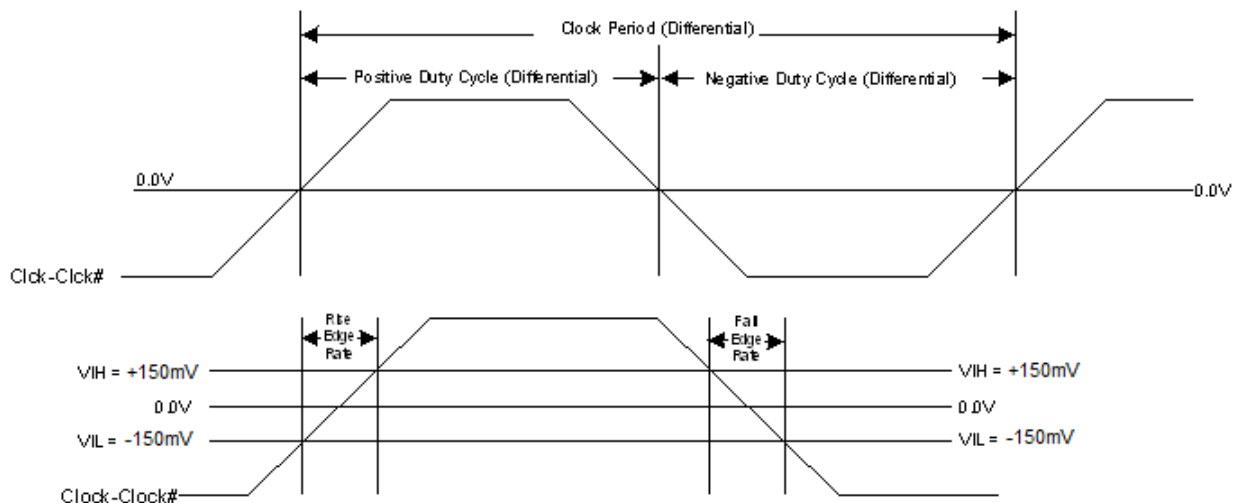 Clock Period (Differential)
Positive Duty Cycle (Differential)
Negative Duty Cycle (Differential)
0.0V
0.0V
Clck-Clck#
Rise
Edge
Rate
Fall
Edge
Rate
VIH = +150mV
VIH = +150mV
0.0V
0.0V
VIL = -150mV
VIL = -150mV
Clock-Clock#